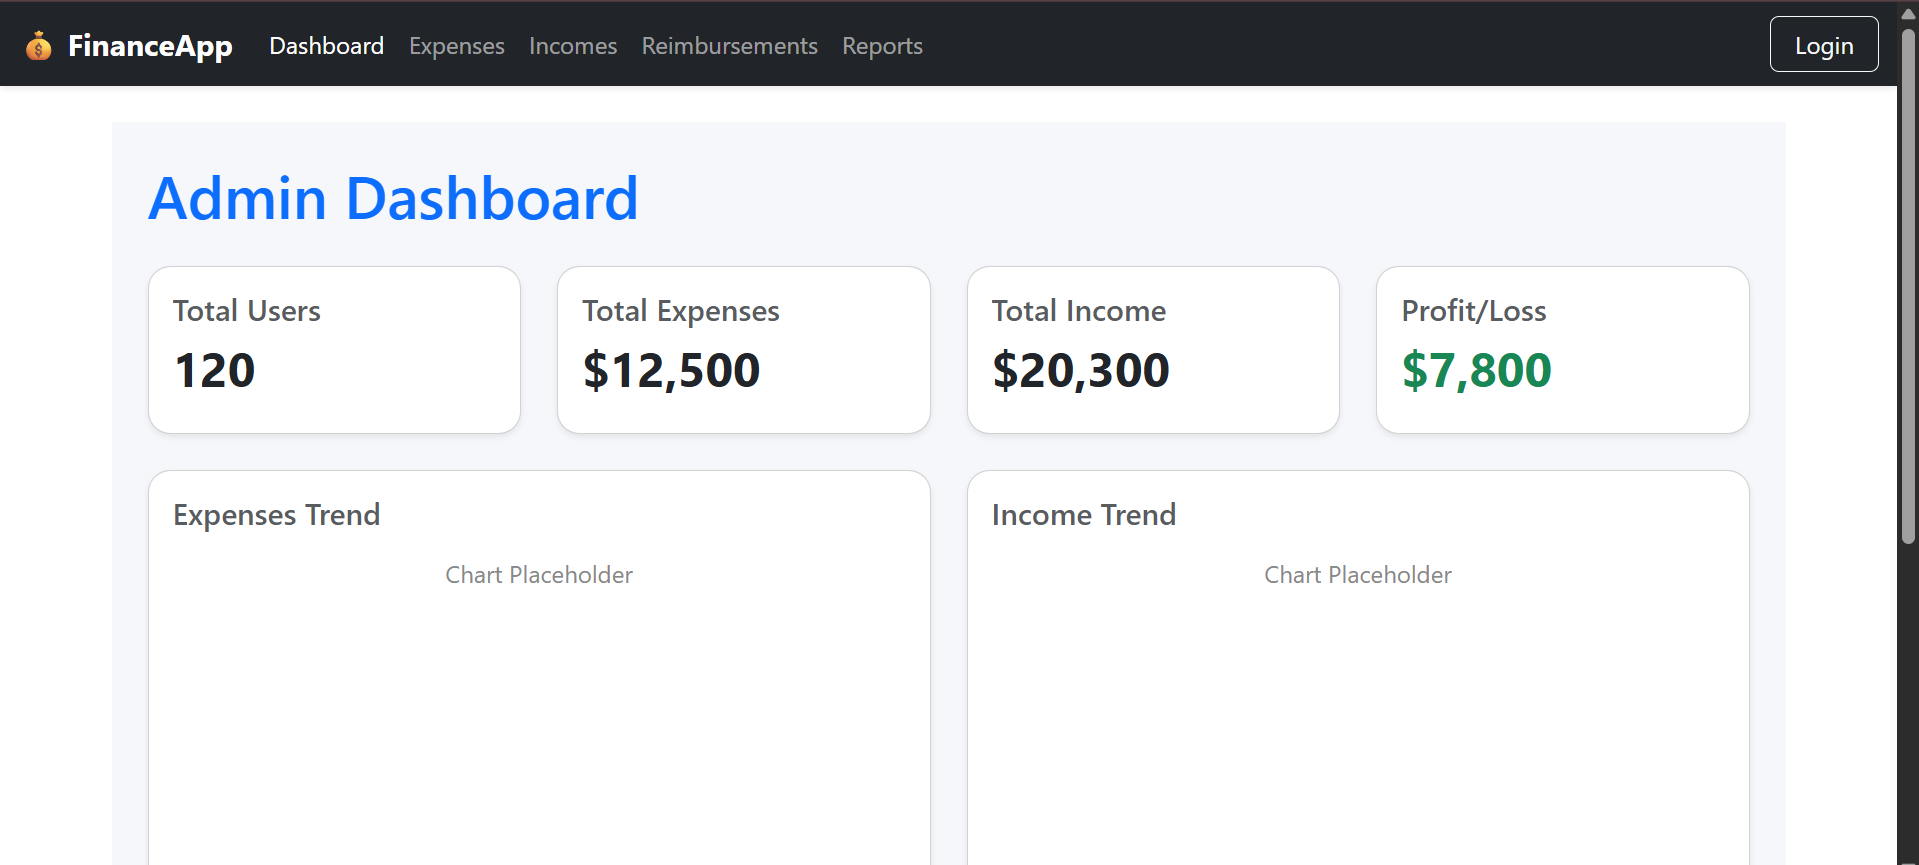 FinanceApp Dashboard Expenses Incomes Reimbursements Reports Login
Admin Dashboard
Total Users
120
Total Expenses
$12,500
Total Income
$20,300
Profit/Loss
$7,800
Expenses Trend
Chart Placeholder
Income Trend
Chart Placeholder